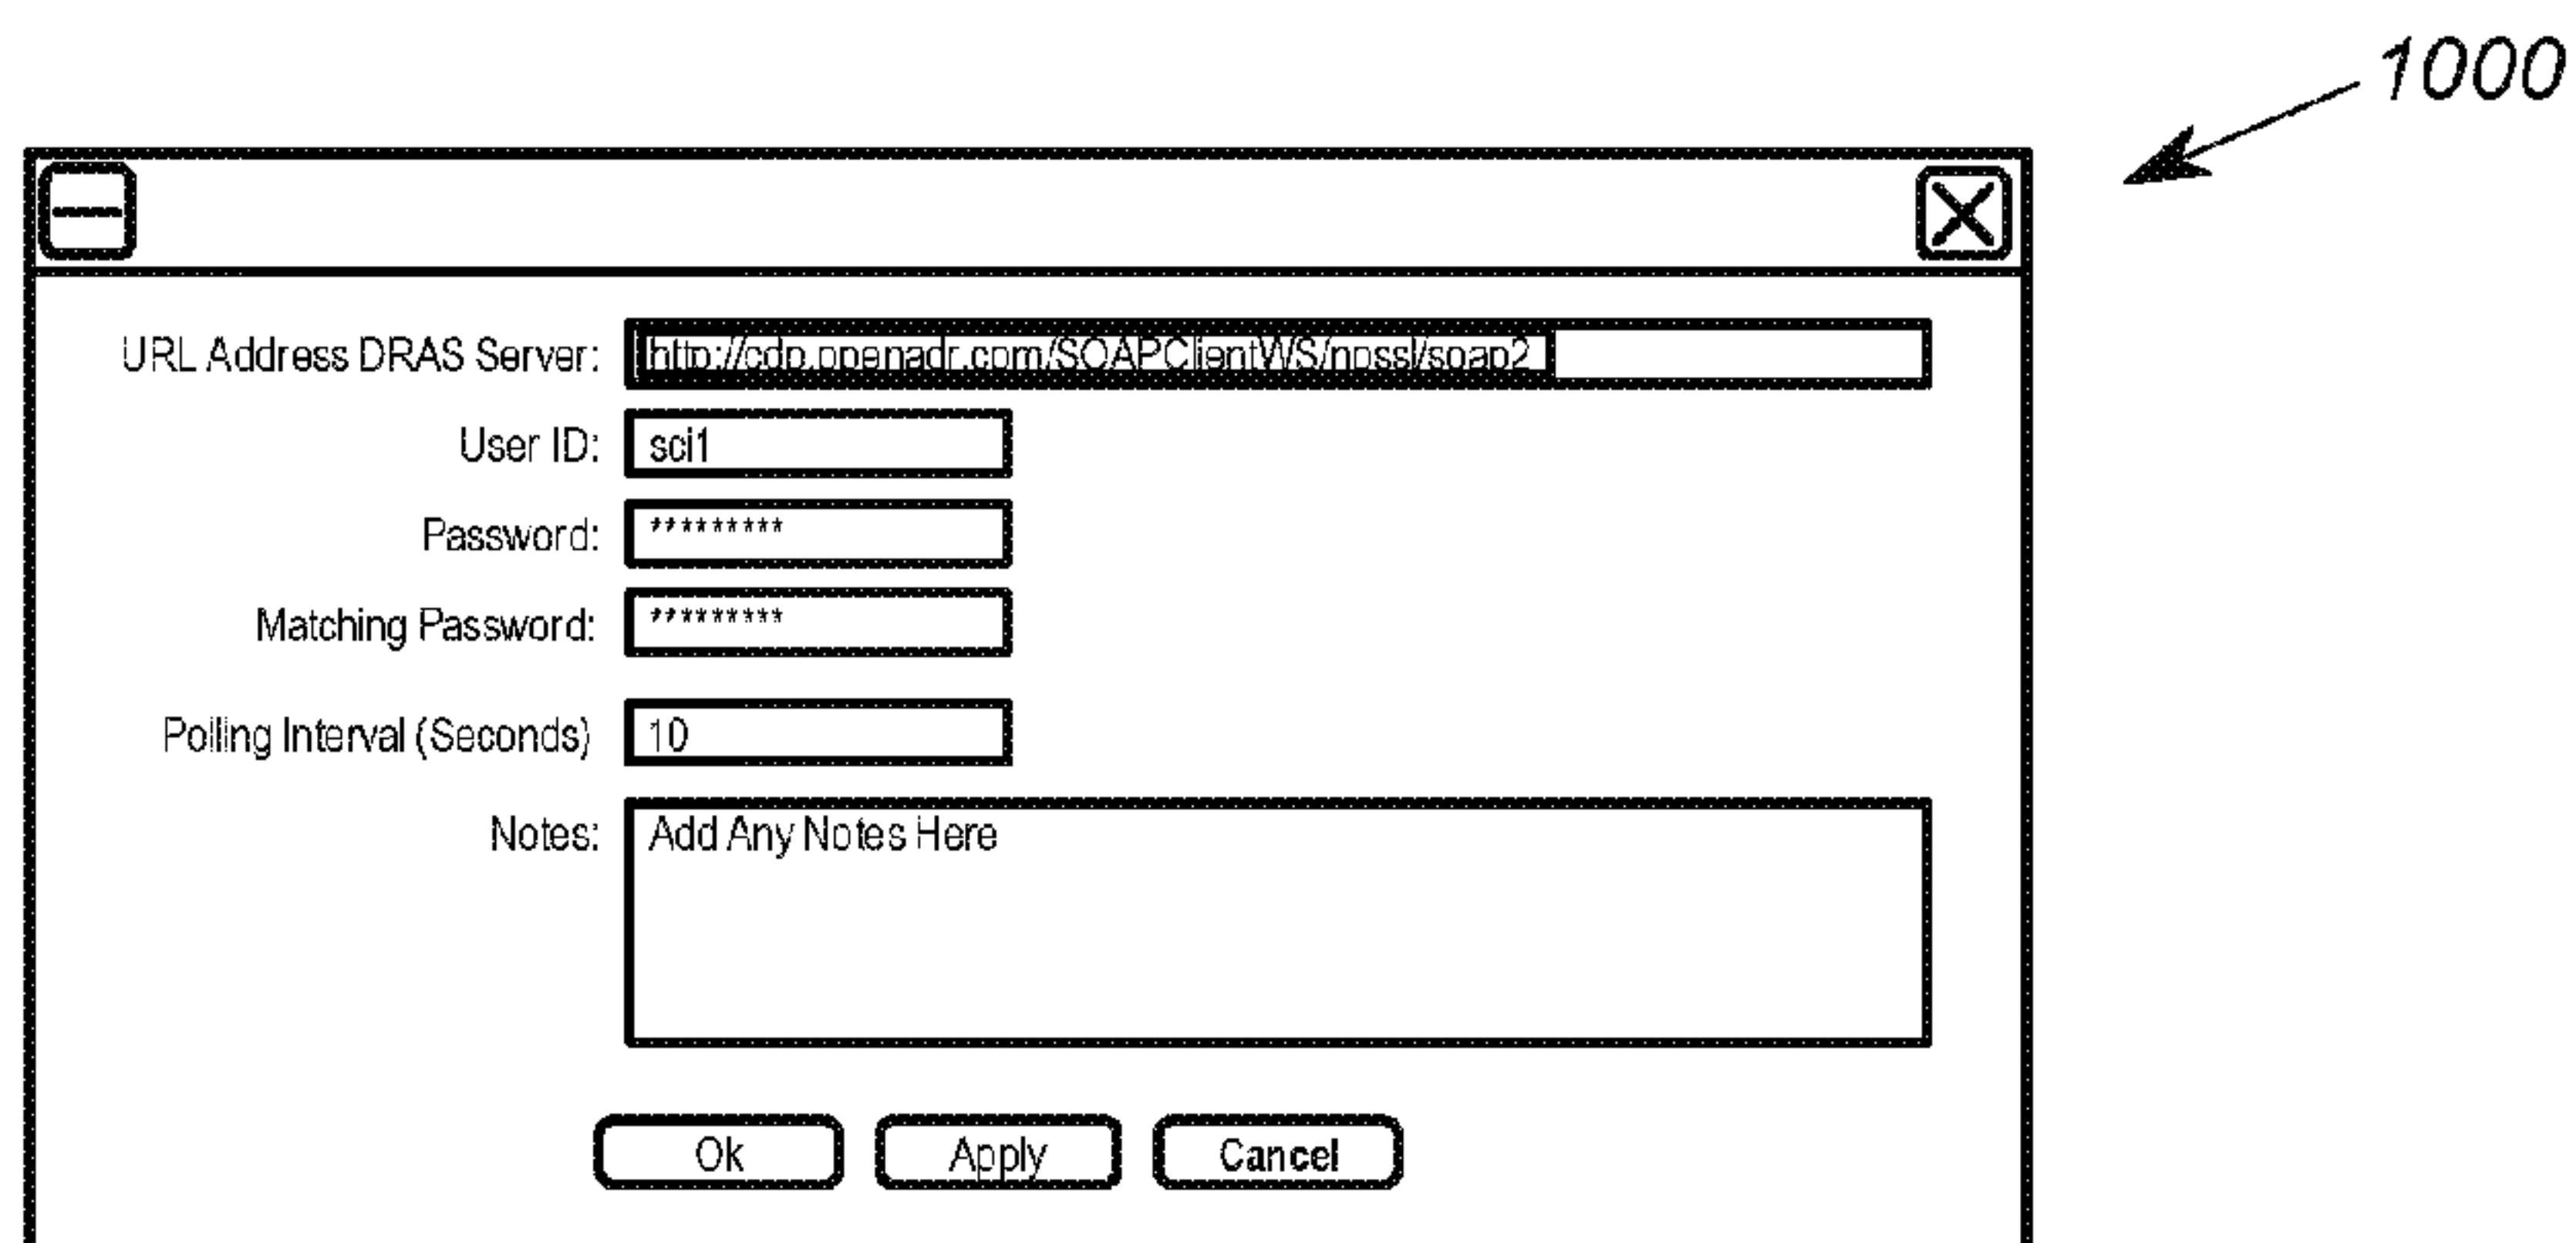 1000
URL Address DRAS Server: http://cdp.openadr.com/SOAPClientWS/nossl/soap2
User ID: sci1
Password: *********
Matching Password: *********
Polling Interval (Seconds) 10
Notes: Add Any Notes Here
Ok Apply Cancel